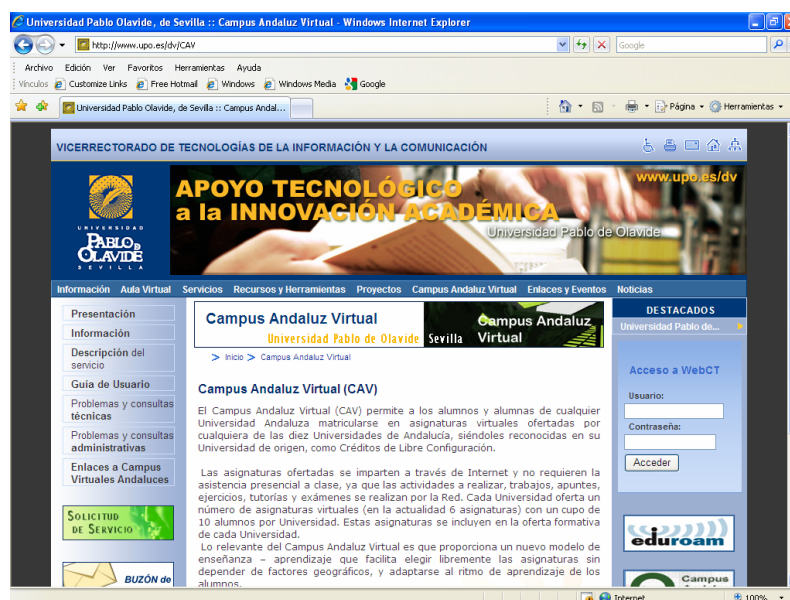 Universidad Pablo Olavide, de Sevilla :: Campus Andaluz Virtual - Windows Internet Explorer
http://www.upo.es/dv/CAV
Google
Archivo Edición Ver Favoritos Herramientas Ayuda
Vínculos Customize Links Free Hotmail Windows Windows Media Google
Universidad Pablo Olavide, de Sevilla :: Campus Andal...
Página Herramientas
VICERRECTORADO DE TECNOLOGÍAS DE LA INFORMACIÓN Y LA COMUNICACIÓN
www.upo.es/dv
APOYO TECNOLÓGICO
a la INNOVACIÓN ACADÉMICA
Universidad Pablo de Olavide
UNIVERSIDAD
PABLO DE
OLAVIDE
SEVILLA
Información Aula Virtual Servicios Recursos y Herramientas Proyectos Campus Andaluz Virtual Enlaces y Eventos Noticias
Presentación
Información
Descripción del
servicio
Guia de Usuario
Problemas y consultas
técnicas
Problemas y consultas
administrativas
Enlaces a Campus
Virtuales Andaluces
SOLICITUD
DE SERVICIO
BUZÓN de
Campus Andaluz Virtual
Universidad Pablo de Olavide Sevilla
Campus Andaluz
Virtual
> Inicio > Campus Andaluz Virtual
Campus Andaluz Virtual (CAV)
El Campus Andaluz Virtual (CAV) permite a los alumnos y alumnas de cualquier
Universidad Andaluza matricularse en asignaturas virtuales ofertadas por
cualquiera de las diez Universidades de Andalucía, siéndoles reconocidas en su
Universidad de origen, como Créditos de Libre Configuración.
Las asignaturas ofertadas se imparten a través de Internet y no requieren la
asistencia presencial a clase, ya que las actividades a realizar, trabajos, apuntes,
ejercicios, tutorías y exámenes se realizan por la Red. Cada Universidad oferta un
número de asignaturas virtuales (en la actualidad 6 asignaturas) con un cupo de
10 alumnos por Universidad. Estas asignaturas se incluyen en la oferta formativa
de cada Universidad.
Lo relevante del Campus Andaluz Virtual es que proporciona un nuevo modelo de
enseñanza – aprendizaje que facilita elegir libremente las asignaturas sin
depender de factores geográficos, y adaptarse al ritmo de aprendizaje de los
alumnos.
DESTACADOS
Universidad Pablo de...
Acceso a WebCT
Usuario:
Contraseña:
Acceder
eduroam
Campus
Internet 100%